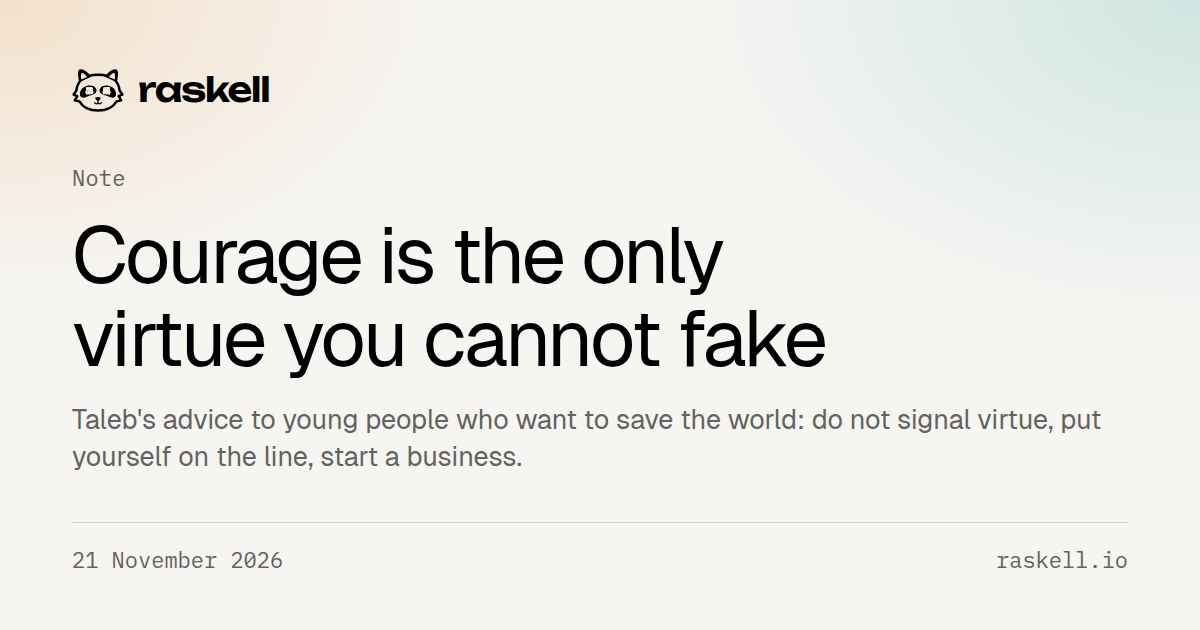 raskell
Note
Courage is the only
virtue you cannot fake
Taleb's advice to young people who want to save the world: do not signal virtue, put
yourself on the line, start a business.
21 November 2026
raskell.io